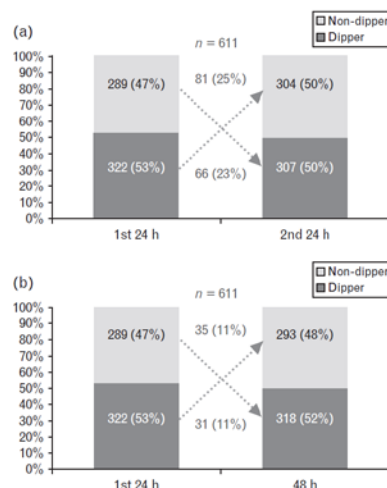 (a)
Non-dipper
Dipper
n = 611
100%
90%
80%
70%
60%
50%
40%
30%
20%
10%
0%
289 (47%)
81 (25%)
304 (50%)
322 (53%)
66 (23%)
307 (50%)
1st 24 h
2nd 24 h
(b)
Non-dipper
Dipper
n = 611
100%
90%
80%
70%
60%
50%
40%
30%
20%
10%
0%
289 (47%)
35 (11%)
293 (48%)
322 (53%)
31 (11%)
318 (52%)
1st 24 h
48 h